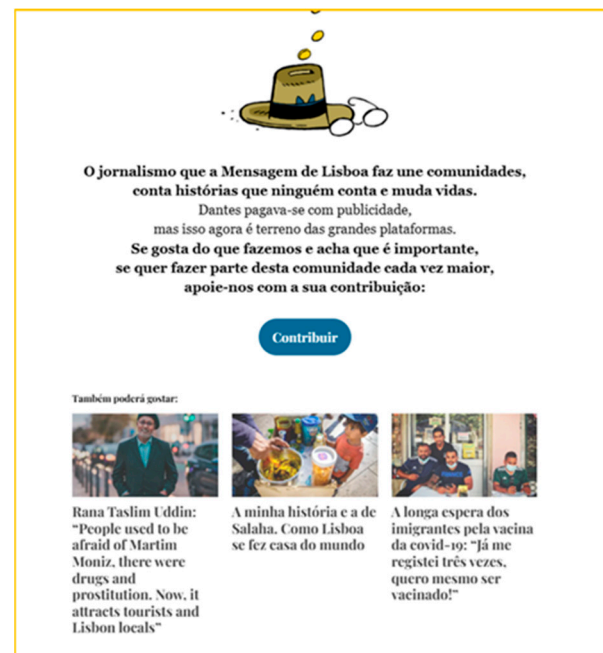 O jornalismo que a Mensagem de Lisboa faz une comunidades,
conta histórias que ninguém conta e muda vidas.
Dantes pagava-se com publicidade,
mas isso agora é terreno das grandes plataformas.
Se gosta do que fazemos e acha que é importante,
se quer fazer parte desta comunidade cada vez maior,
apoie-nos com a sua contribuição:
Contribuir
Também poderá gostar:
Rana Taslim Uddin:
“People used to be
afraid of Martim
Moniz, there were
drugs and
prostitution. Now, it
attracts tourists and
Lisbon locals”
A minha história e a de
Salaha. Como Lisboa
se fez casa do mundo
A longa espera dos
imigrantes pela vacina
da covid-19: “Já me
registei três vezes,
quero mesmo ser
vacinado!”